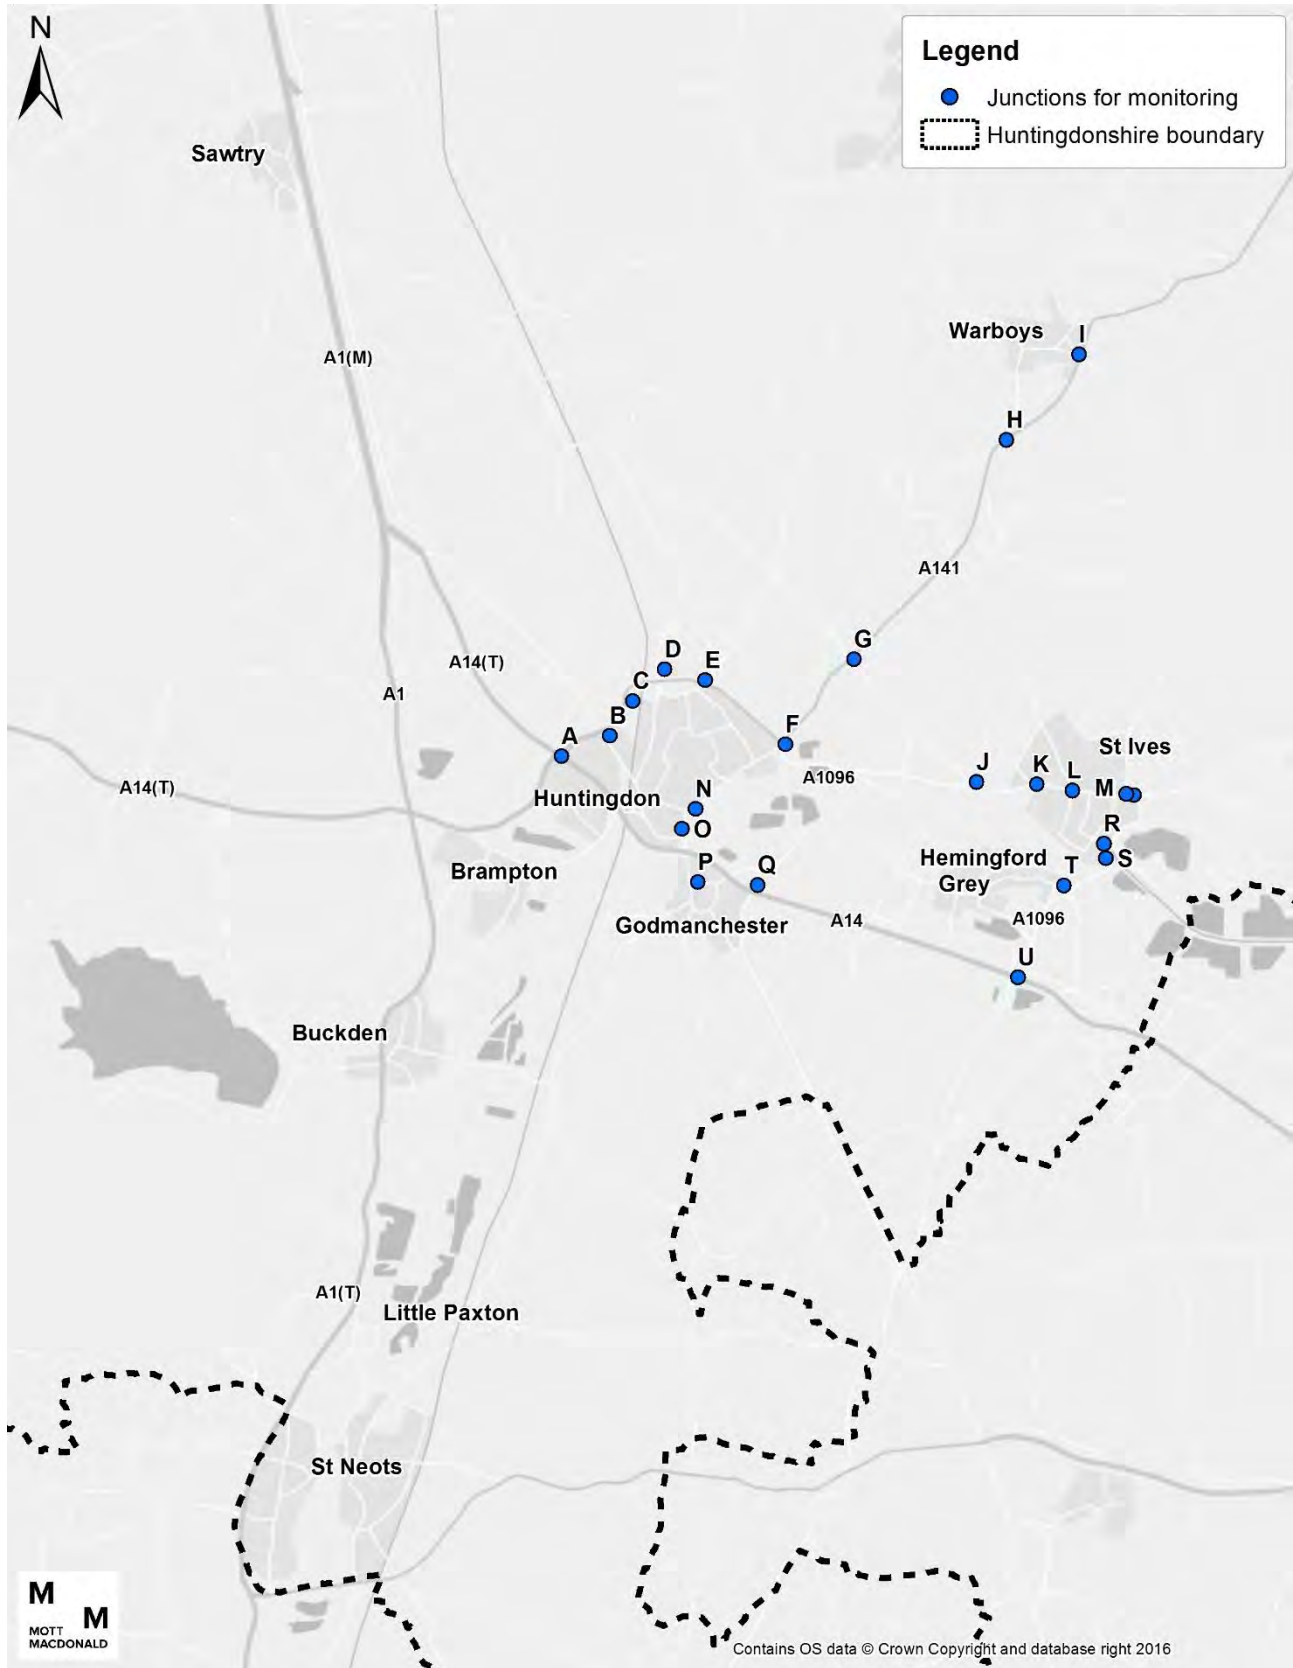 N
Legend
Junctions for monitoring
Huntingdonshire boundary
Sawtry
Warboys
I
A1(M)
H
A141
G
D
E
A14(T)
C
A1
B
F
A
St Ives
J
K
L
M
A1096
A14(T)
Huntingdon
N
O
R
Hemingford
Grey
S
T
Brampton
P
Q
Godmanchester
A14
A1096
U
Buckden
A1(T)
Little Paxton
St Neots
M
M
MOTT
MACDONALD
Contains OS data © Crown Copyright and database right 2016